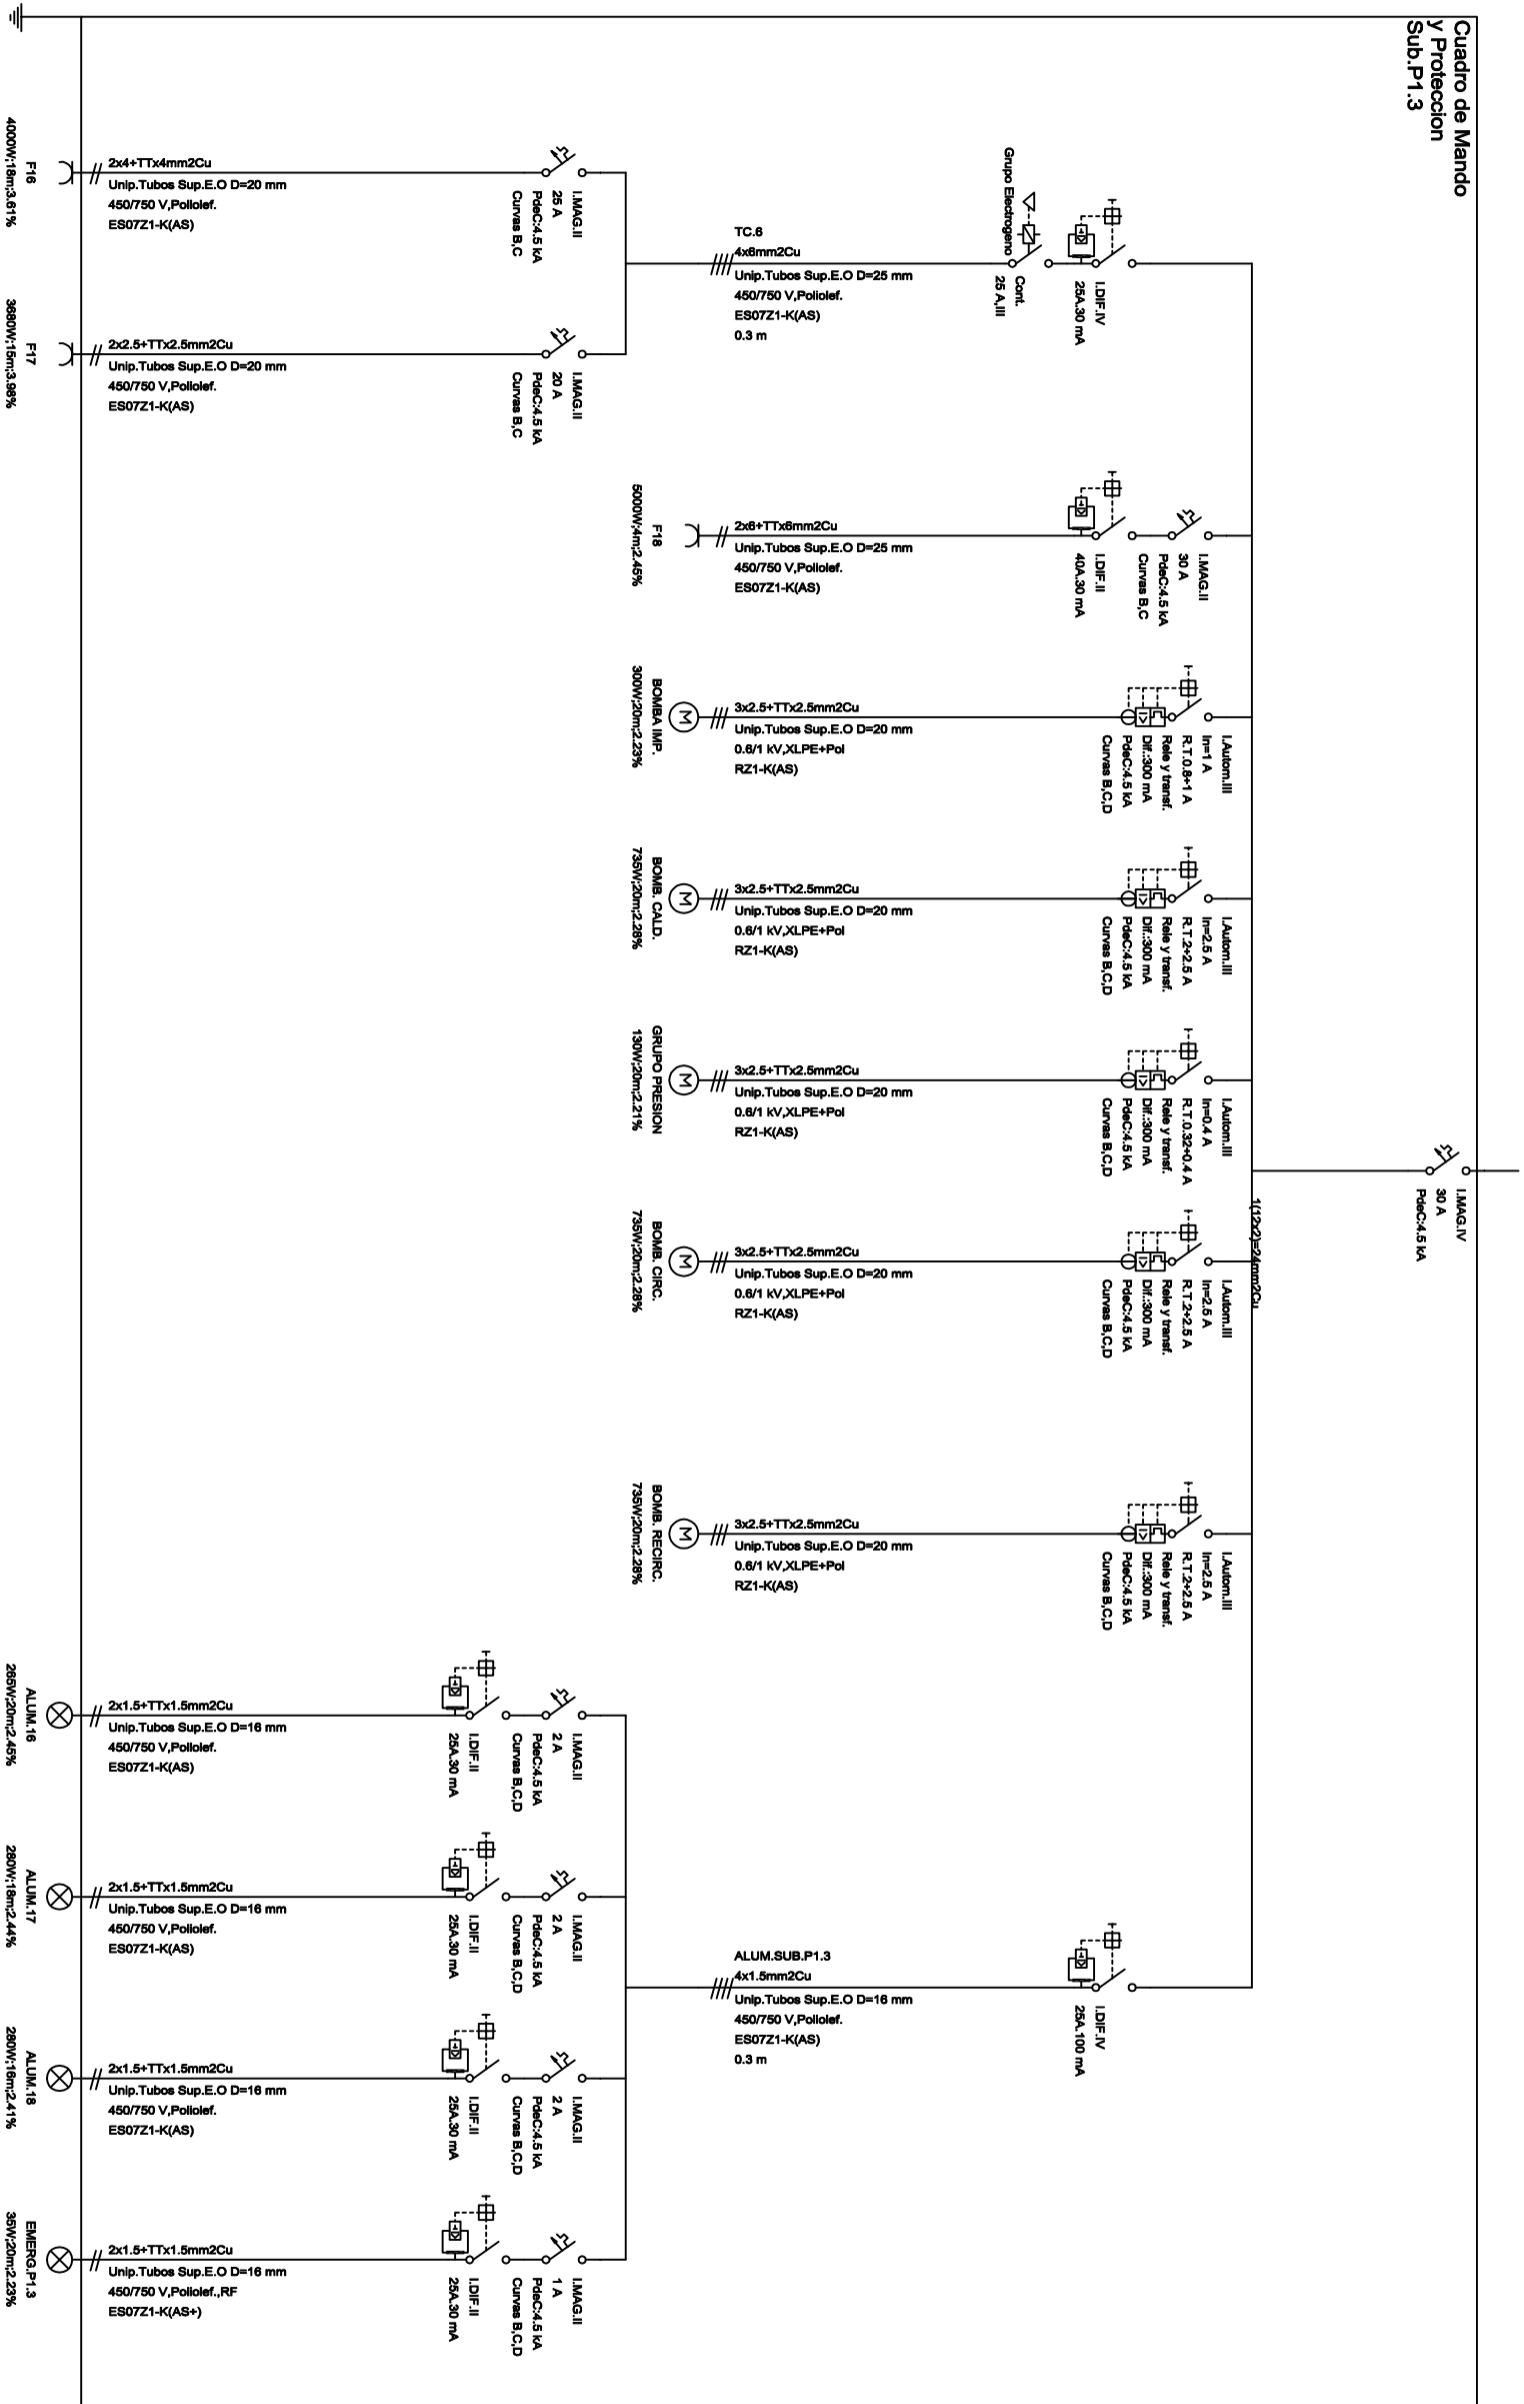 Cuadro de Mando
y Proteccion
Sub.P1.3
I.MAG.IV
30 A
PdeC:4.5 kA
1(12x2)=24mm2Cu
I.DIF.IV
25A.30 mA
Cont.
25 A,III
Grupo Electrogeno
TC.6
4x6mm2Cu
Unip.Tubos Sup.E.O D=25 mm
450/750 V,Poliolef.
ES07Z1-K(AS)
0.3 m
I.MAG.II
25 A
PdeC:4.5 kA
Curvas B,C
2x4+TTx4mm2Cu
Unip.Tubos Sup.E.O D=20 mm
450/750 V,Poliolef.
ES07Z1-K(AS)
F16
4000W;18m;3.61%
I.MAG.II
20 A
PdeC:4.5 kA
Curvas B,C
2x2.5+TTx2.5mm2Cu
Unip.Tubos Sup.E.O D=20 mm
450/750 V,Poliolef.
ES07Z1-K(AS)
F17
3680W;15m;3.98%
I.MAG.II
30 A
PdeC:4.5 kA
Curvas B,C
I.DIF.II
40A.30 mA
2x6+TTx6mm2Cu
Unip.Tubos Sup.E.O D=25 mm
450/750 V,Poliolef.
ES07Z1-K(AS)
F18
5000W;4m;2.45%
I.Autom.III
In=1 A
R.T.0.8÷1 A
Rele y transf.
Dif.:300 mA
PdeC:4.5 kA
Curvas B,C,D
3x2.5+TTx2.5mm2Cu
Unip.Tubos Sup.E.O D=20 mm
0.6/1 kV,XLPE+Pol
RZ1-K(AS)
M
BOMBA IMP.
300W;20m;2.23%
I.Autom.III
In=2.5 A
R.T.2÷2.5 A
Rele y transf.
Dif.:300 mA
PdeC:4.5 kA
Curvas B,C,D
3x2.5+TTx2.5mm2Cu
Unip.Tubos Sup.E.O D=20 mm
0.6/1 kV,XLPE+Pol
RZ1-K(AS)
M
BOMB. CALD.
735W;20m;2.28%
I.Autom.III
In=0.4 A
R.T.0.32÷0.4 A
Rele y transf.
Dif.:300 mA
PdeC:4.5 kA
Curvas B,C,D
3x2.5+TTx2.5mm2Cu
Unip.Tubos Sup.E.O D=20 mm
0.6/1 kV,XLPE+Pol
RZ1-K(AS)
M
GRUPO PRESION
130W;20m;2.21%
I.Autom.III
In=2.5 A
R.T.2÷2.5 A
Rele y transf.
Dif.:300 mA
PdeC:4.5 kA
Curvas B,C,D
3x2.5+TTx2.5mm2Cu
Unip.Tubos Sup.E.O D=20 mm
0.6/1 kV,XLPE+Pol
RZ1-K(AS)
M
BOMB. CIRC.
735W;20m;2.28%
I.Autom.III
In=2.5 A
R.T.2÷2.5 A
Rele y transf.
Dif.:300 mA
PdeC:4.5 kA
Curvas B,C,D
3x2.5+TTx2.5mm2Cu
Unip.Tubos Sup.E.O D=20 mm
0.6/1 kV,XLPE+Pol
RZ1-K(AS)
M
BOMB. RECIRC.
735W;20m;2.28%
I.DIF.IV
25A.100 mA
ALUM.SUB.P1.3
4x1.5mm2Cu
Unip.Tubos Sup.E.O D=16 mm
450/750 V,Poliolef.
ES07Z1-K(AS)
0.3 m
I.MAG.II
2 A
PdeC:4.5 kA
Curvas B,C,D
I.DIF.II
25A.30 mA
2x1.5+TTx1.5mm2Cu
Unip.Tubos Sup.E.O D=16 mm
450/750 V,Poliolef.
ES07Z1-K(AS)
ALUM.16
265W;20m;2.45%
I.MAG.II
2 A
PdeC:4.5 kA
Curvas B,C,D
I.DIF.II
25A.30 mA
2x1.5+TTx1.5mm2Cu
Unip.Tubos Sup.E.O D=16 mm
450/750 V,Poliolef.
ES07Z1-K(AS)
ALUM.17
280W;18m;2.44%
I.MAG.II
2 A
PdeC:4.5 kA
Curvas B,C,D
I.DIF.II
25A.30 mA
2x1.5+TTx1.5mm2Cu
Unip.Tubos Sup.E.O D=16 mm
450/750 V,Poliolef.
ES07Z1-K(AS)
ALUM.18
280W;16m;2.41%
I.MAG.II
1 A
PdeC:4.5 kA
Curvas B,C,D
I.DIF.II
25A.30 mA
2x1.5+TTx1.5mm2Cu
Unip.Tubos Sup.E.O D=16 mm
450/750 V,Poliolef.,RF
ES07Z1-K(AS+)
EMERG.P1.3
35W;20m;2.23%